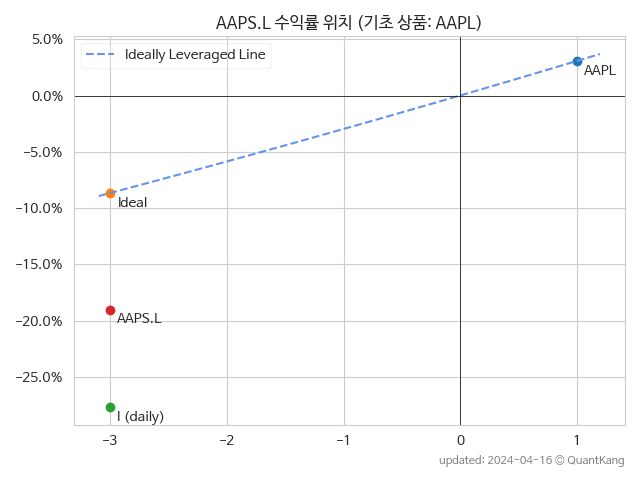 AAPS.L 수익률 위치 (기초 상품: AAPL)
Ideally Leveraged Line
5.0%
0.0%
−5.0%
−10.0%
−15.0%
−20.0%
−25.0%
AAPL
Ideal
AAPS.L
I (daily)
−3
−2
−1
0
1
updated: 2024-04-16 © QuantKang